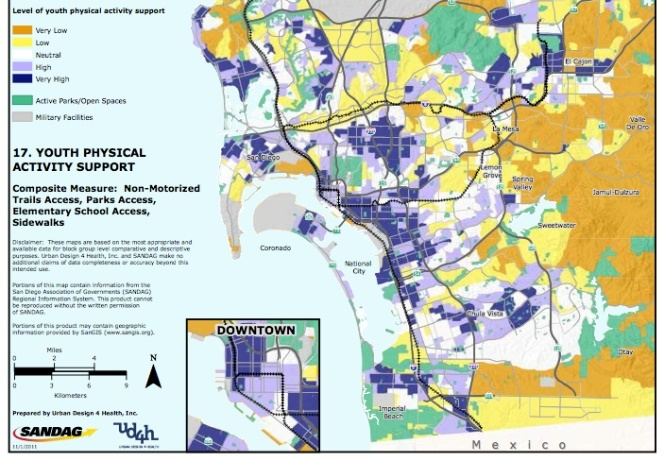 Level of youth physical activity support
Very Low
Low
Neutral
High
Very High
Active Parks/Open Spaces
Military Facilities
17. YOUTH PHYSICAL
ACTIVITY SUPPORT
Composite Measure: Non-Motorized
Trails Access, Parks Access,
Elementary School Access,
Sidewalks
Disclaimer: These maps are based on the most appropriate and
available data for block group level comparative and descriptive
purposes. Urban Design 4 Health, Inc, and SANDAG make no
additional claims of data completeness or accuracy beyond this
intended use.
Portions of this map contain information from the
San Diego Association of Governments (SANDAG)
Regional Information System. This product cannot
be reproduced without the written permission
of SANDAG.
Portions of this product may contain geographic
information provided by SanGIS (www.sangis.org).
Miles
0 2 4
0 3 6 9
Kilometers
N
Prepared by Urban Design 4 Health, Inc.
SANDAG
ud4h
11/1/2011
DOWNTOWN
El Cajon
La Mesa
Valle
De Oro
San Diego
Lemon
Grove
Spring
Valley
Jamul-Dulzura
Sweetwater
Coronado
National
City
Chula Vista
Otay
Imperial
Beach
Mexico